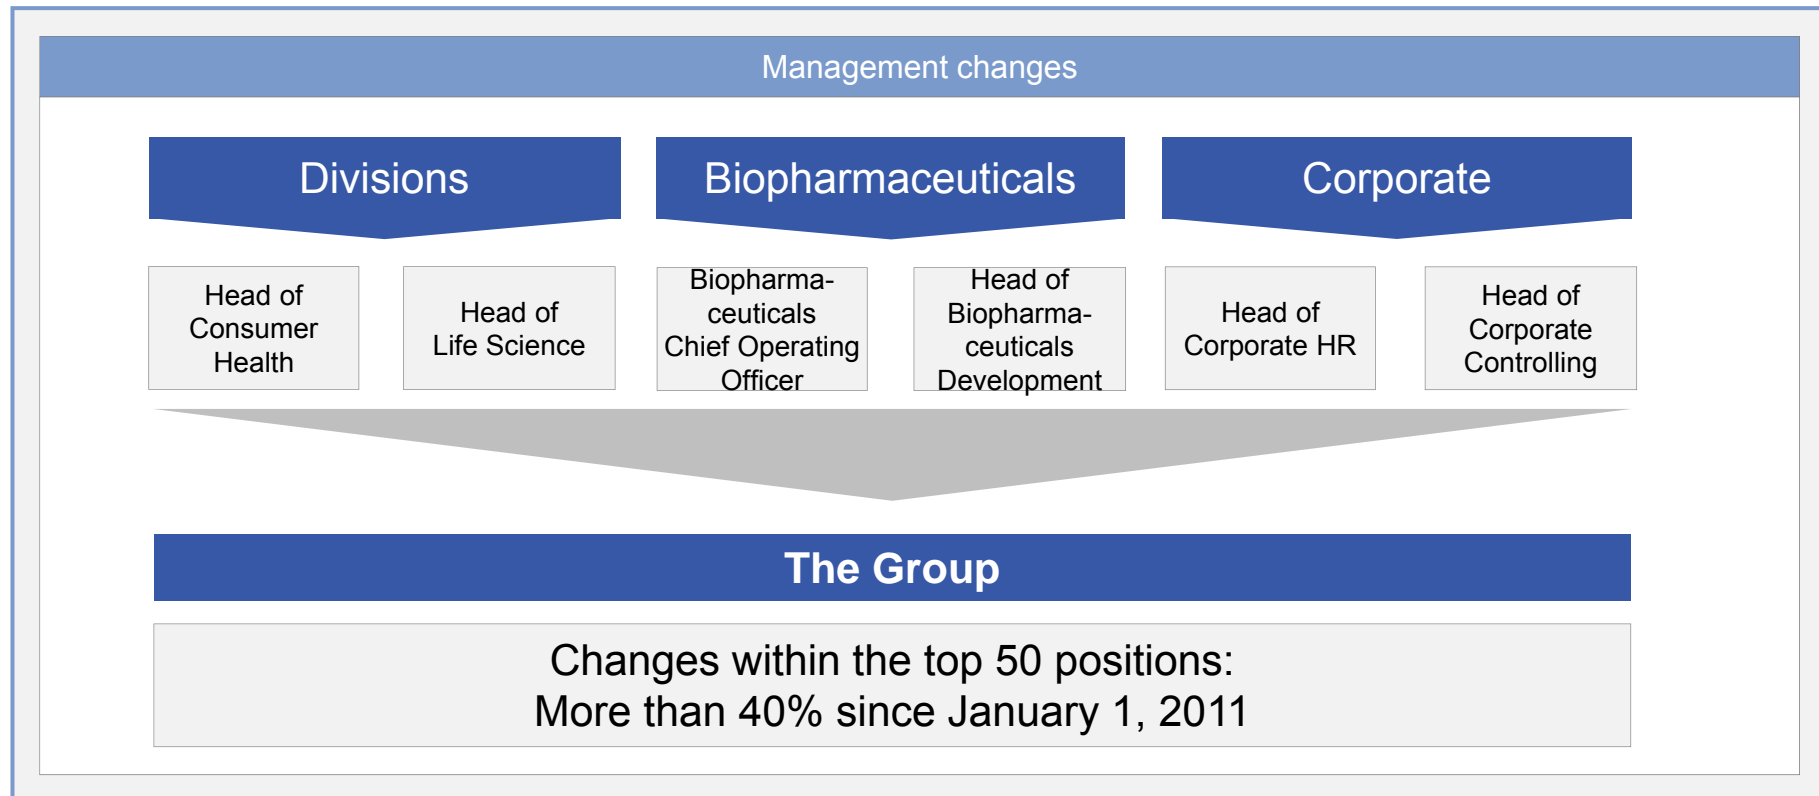 Management changes
Divisions
Biopharmaceuticals
Corporate
Head of
Consumer
Health
Head of
Life Science
Biopharma-
ceuticals
Chief Operating
Officer
Head of
Biopharma-
ceuticals
Development
Head of
Corporate HR
Head of
Corporate
Controlling
The Group
Changes within the top 50 positions:
More than 40% since January 1, 2011